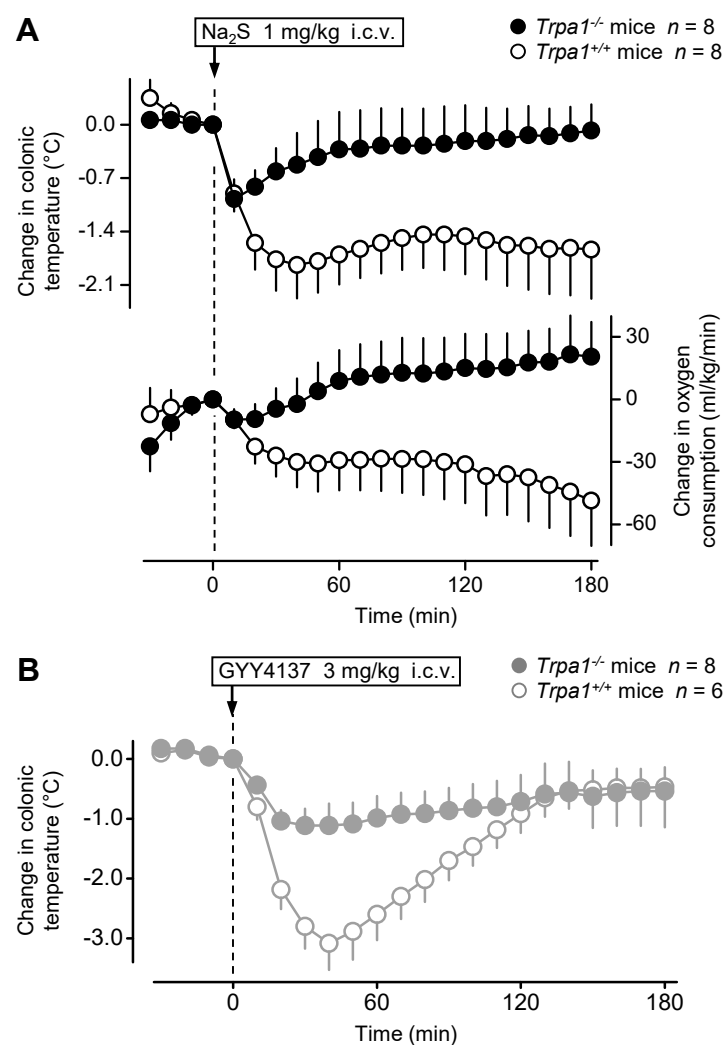 A
Na₂S 1 mg/kg i.c.v.
Trpa1⁻/⁻ mice n = 8
Trpa1⁺/⁺ mice n = 8
Change in colonic
temperature (°C)
0.0
-0.7
-1.4
-2.1
30
0
-30
-60
Change in oxygen
consumption (ml/kg/min)
0 60 120 180
Time (min)
B
GYY4137 3 mg/kg i.c.v.
Trpa1⁻/⁻ mice n = 8
Trpa1⁺/⁺ mice n = 6
Change in colonic
temperature (°C)
0.0
-1.0
-2.0
-3.0
0 60 120 180
Time (min)